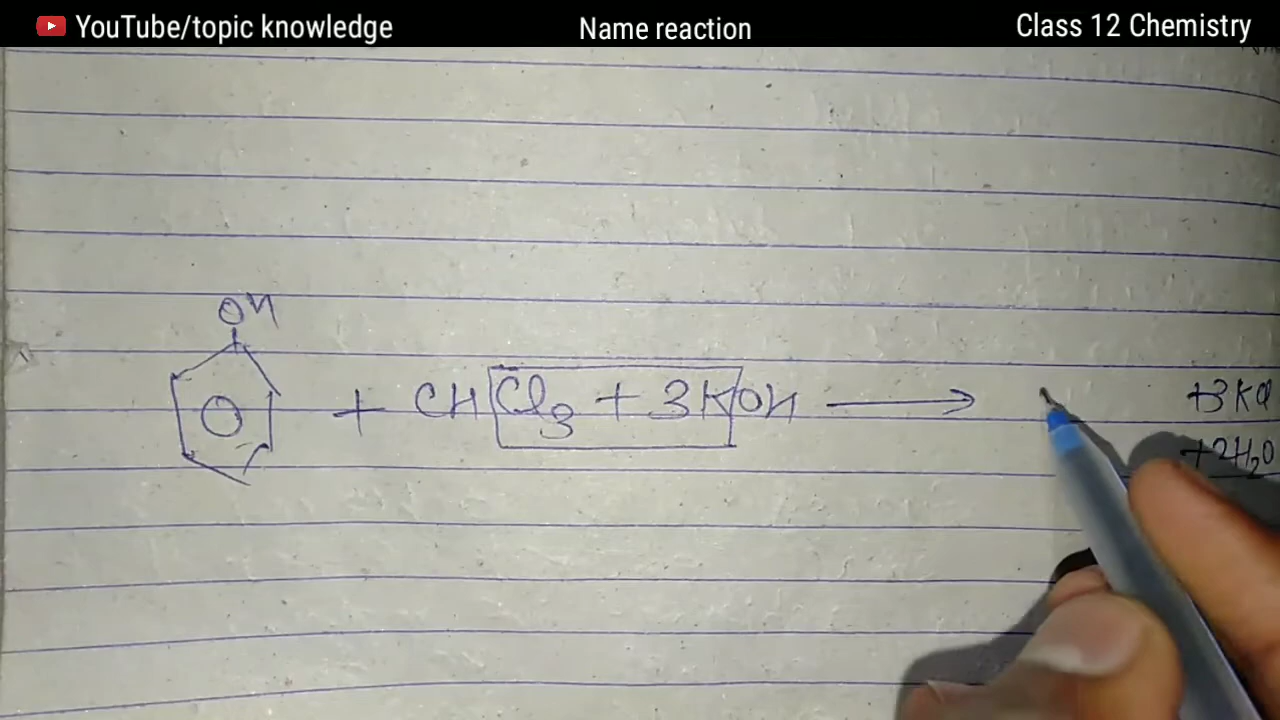 YouTube/topic knowledge Name reaction Class 12 Chemistry
OH
+ CHCl3 + 3KOH ⟶ +3KCl
+2H2O